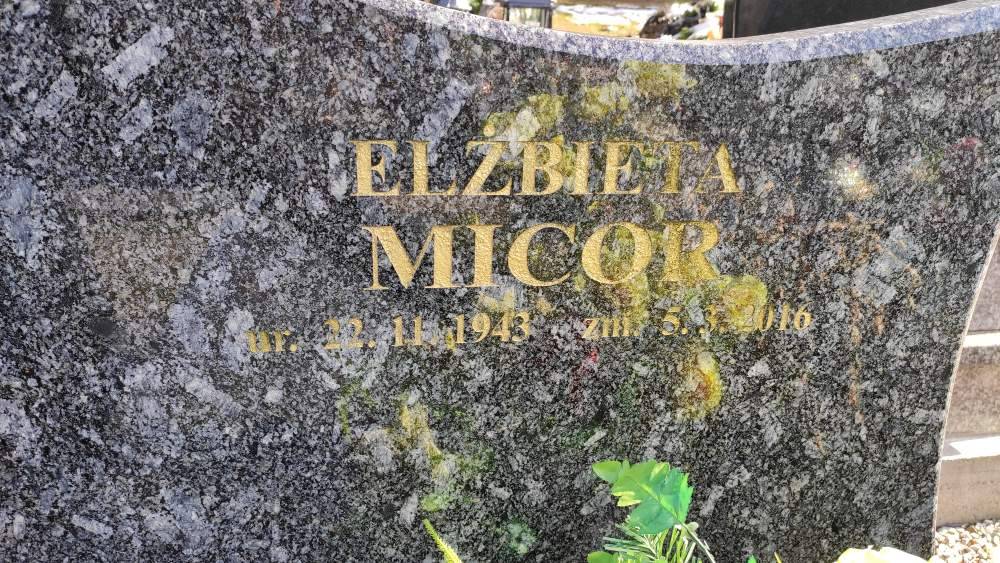 ELŻBIETA
MICOR
ur. 22. 11. 1943 zm. 5. 3. 2016